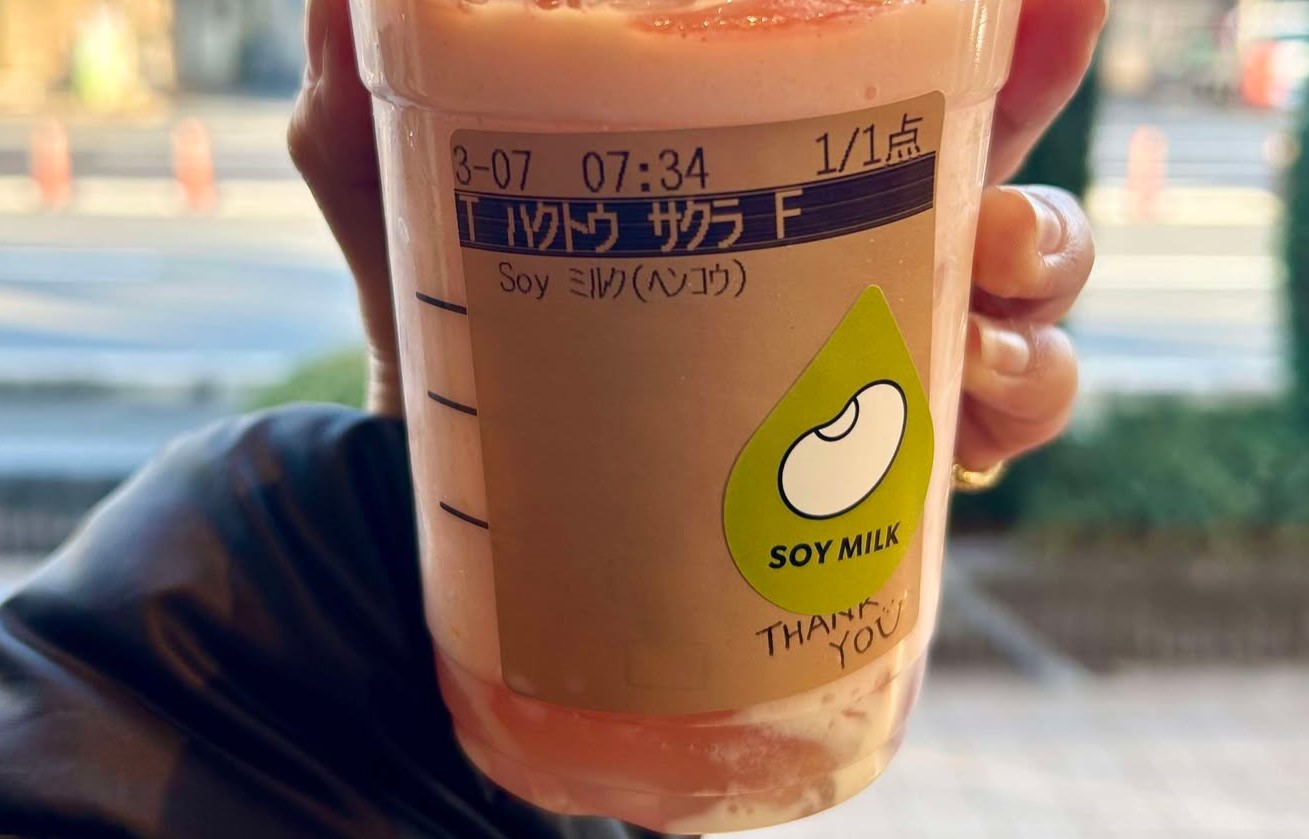 3-07 07:34 1/1点
T ハクトウ サクラ F
Soy ミルク(ヘンコウ)
SOY MILK
THANK
YOU